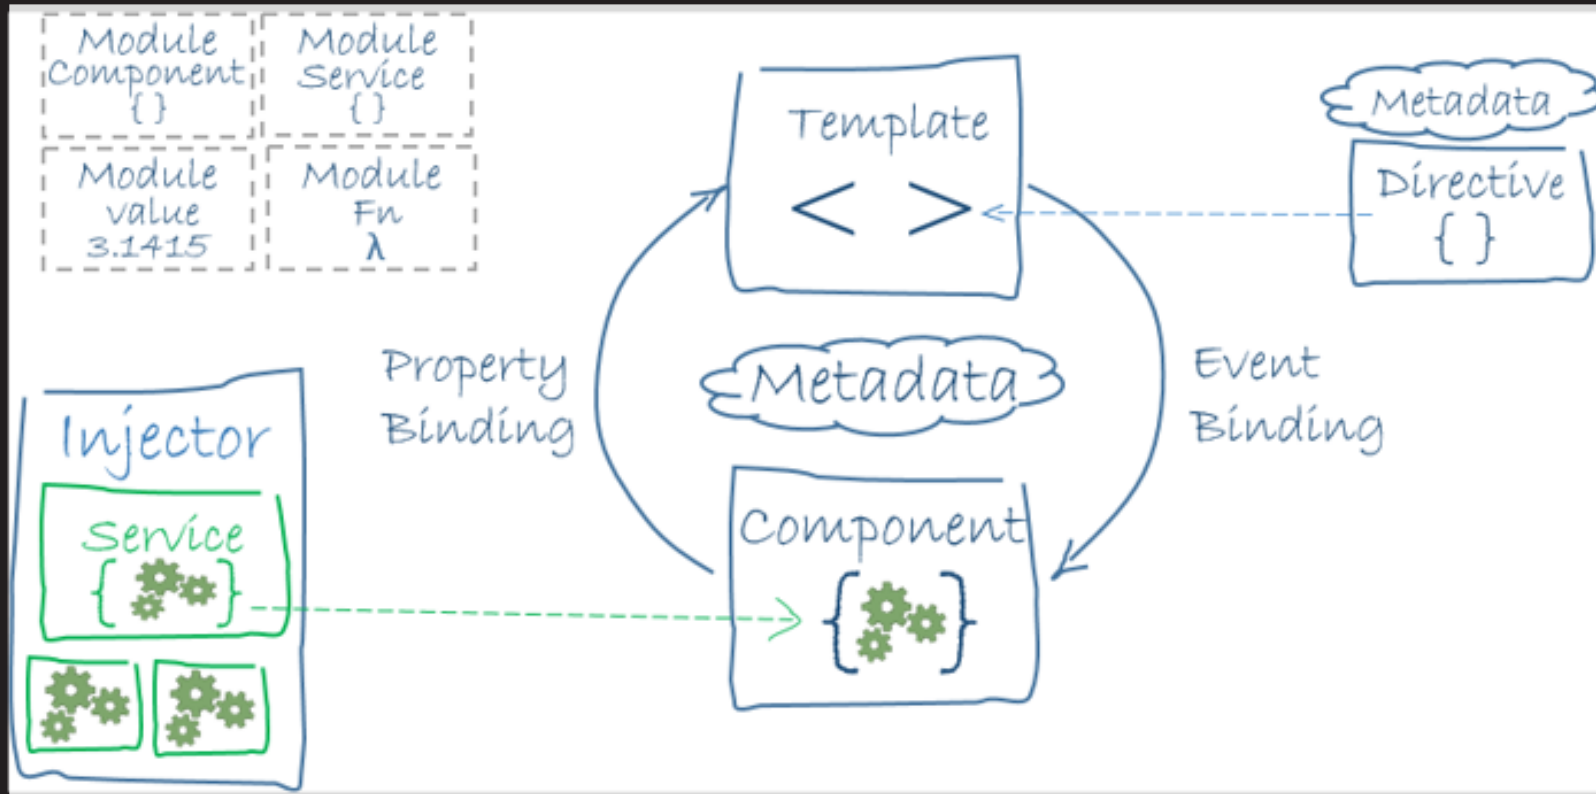 Module
Component
{ }
Module
Service
{ }
Module
value
3.1415
Module
Fn
λ
Template
< >
Metadata
Directive
{ }
Property
Binding
Metadata
Event
Binding
Injector
Service
{ }
Component
{ }